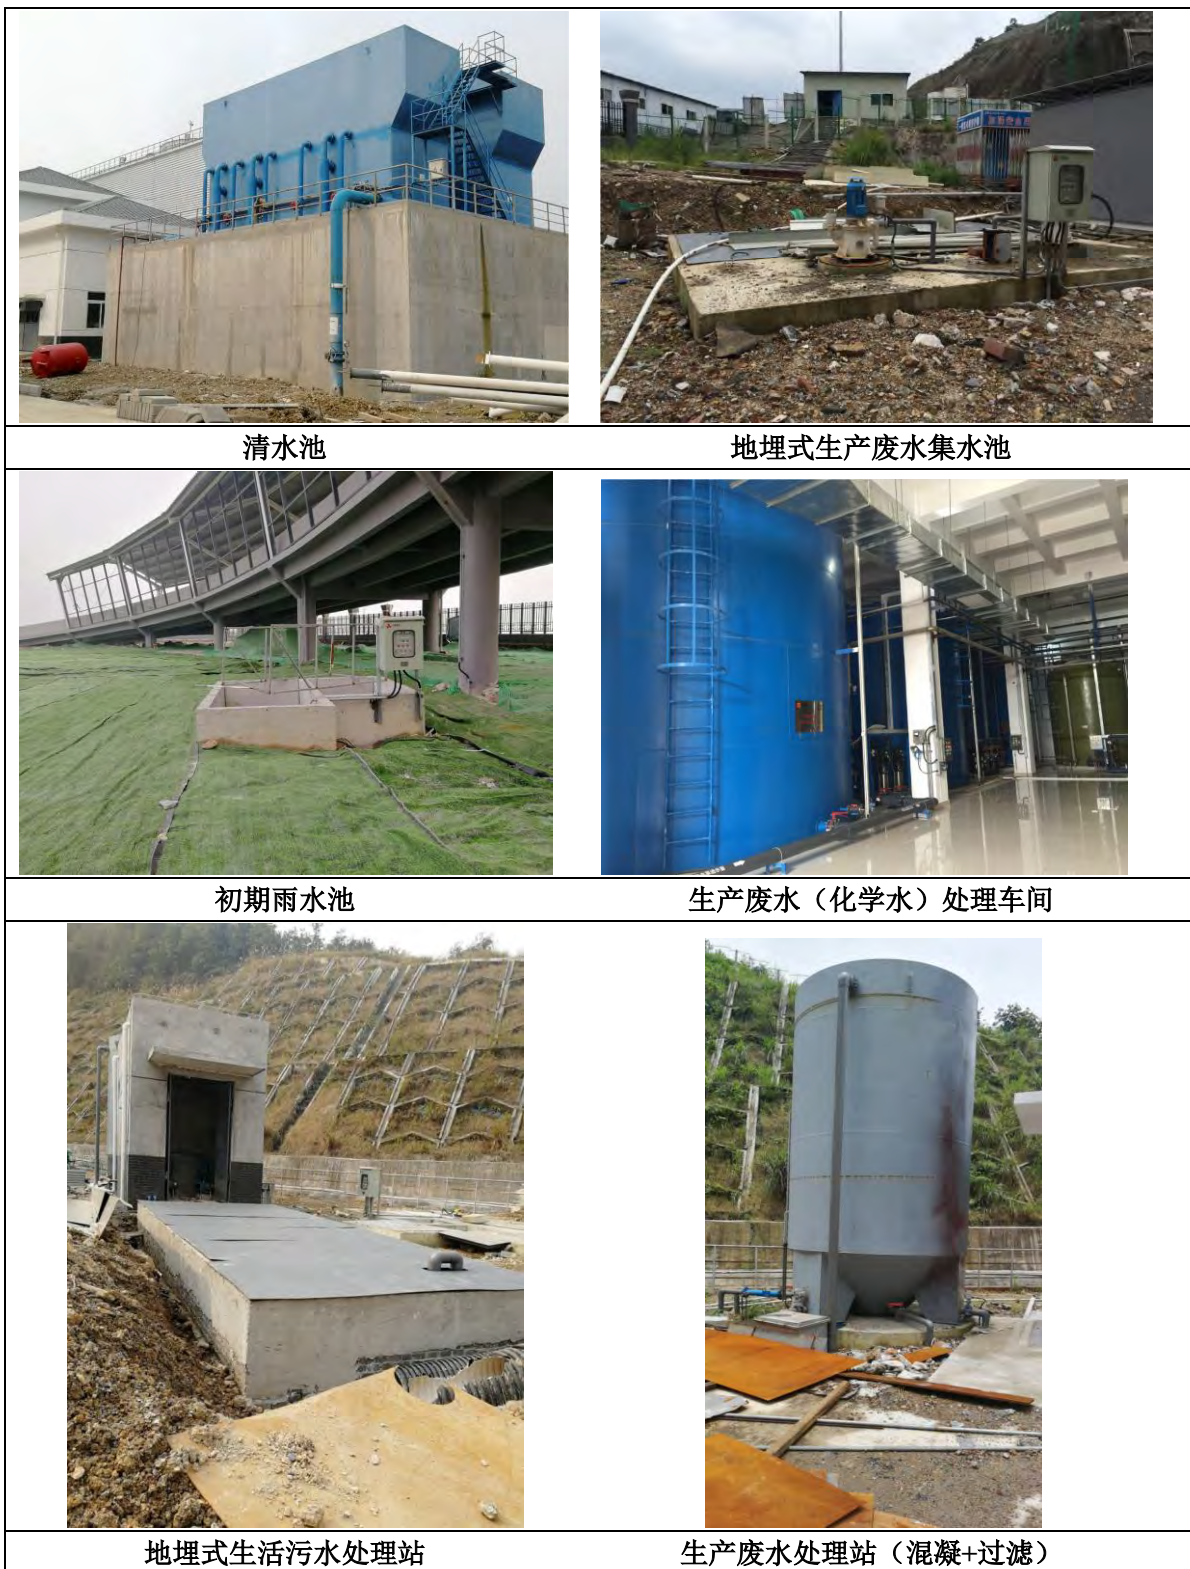 清水池
地埋式生产废水集水池
初期雨水池
生产废水（化学水）处理车间
地埋式生活污水处理站
生产废水处理站（混凝+过滤）